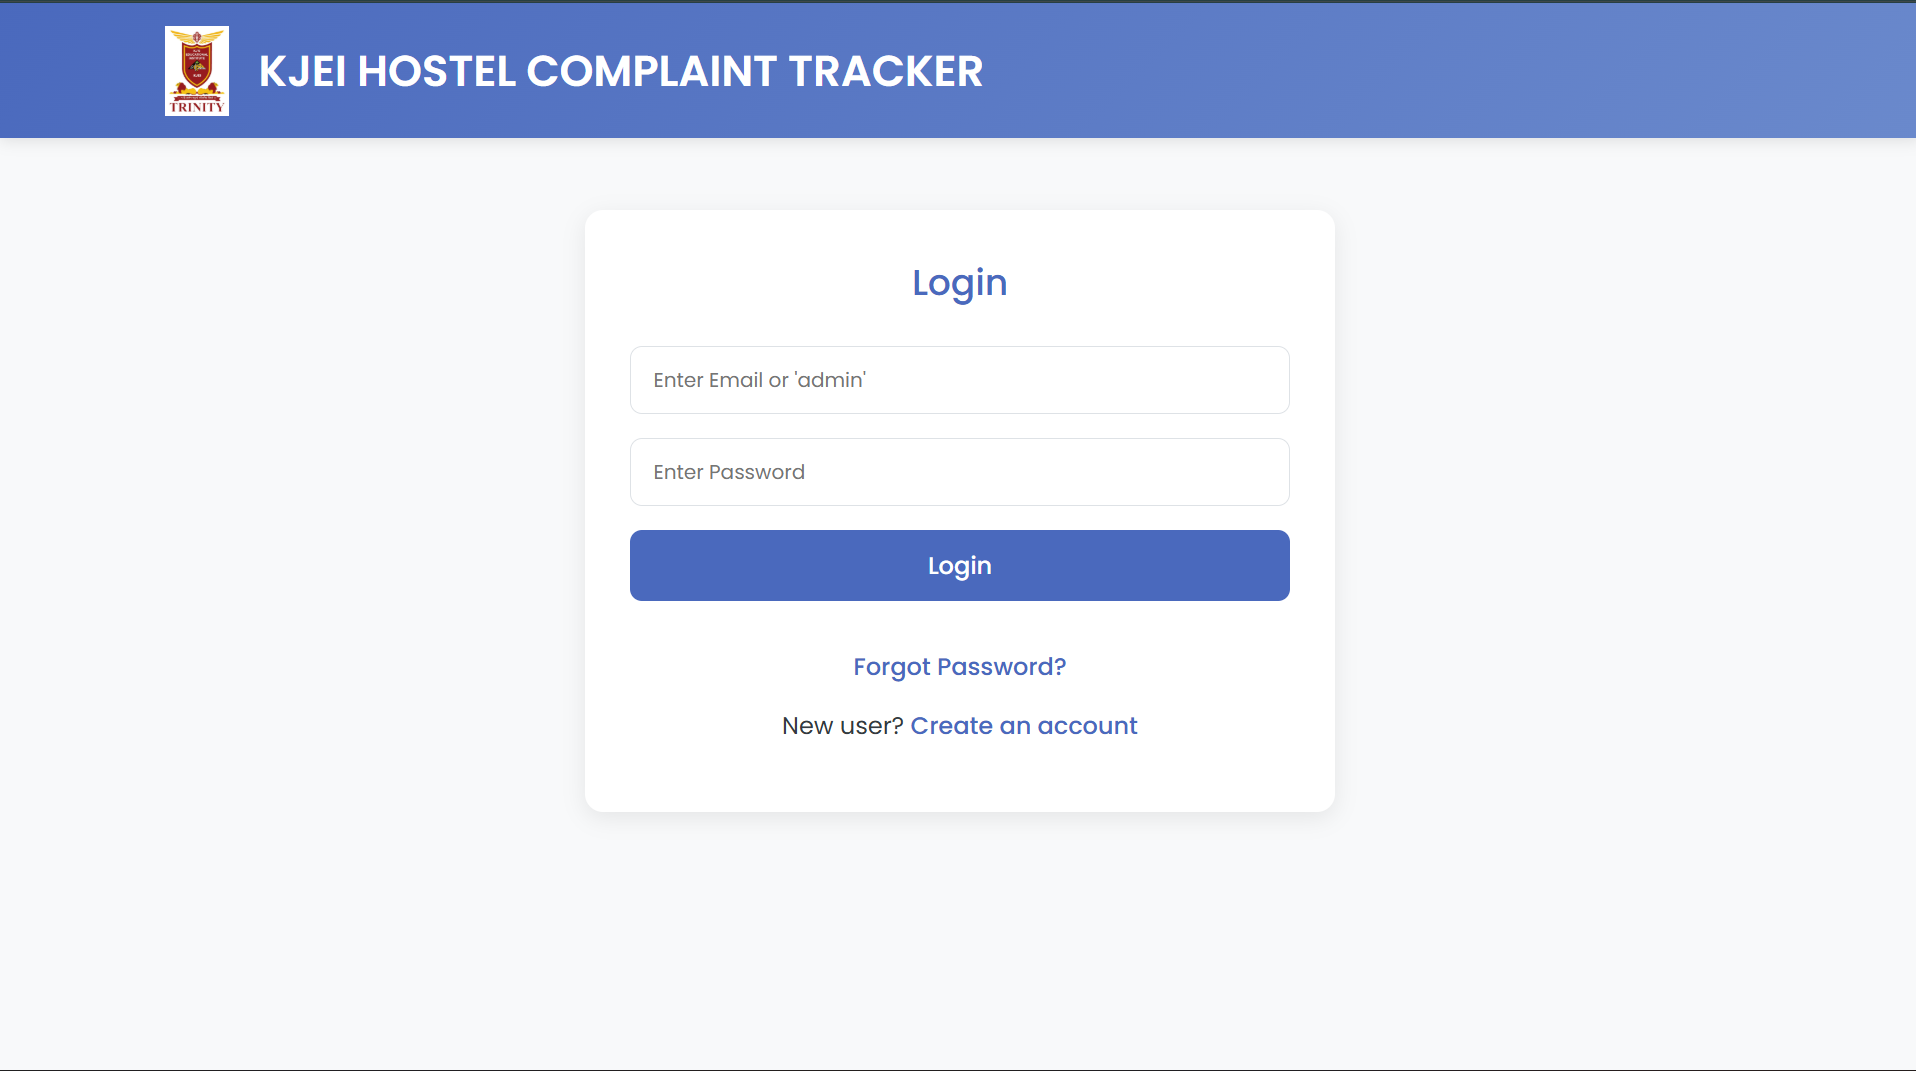 TRINITY
KJEI HOSTEL COMPLAINT TRACKER
Login
Enter Email or 'admin'
Enter Password
Login
Forgot Password?
New user? Create an account